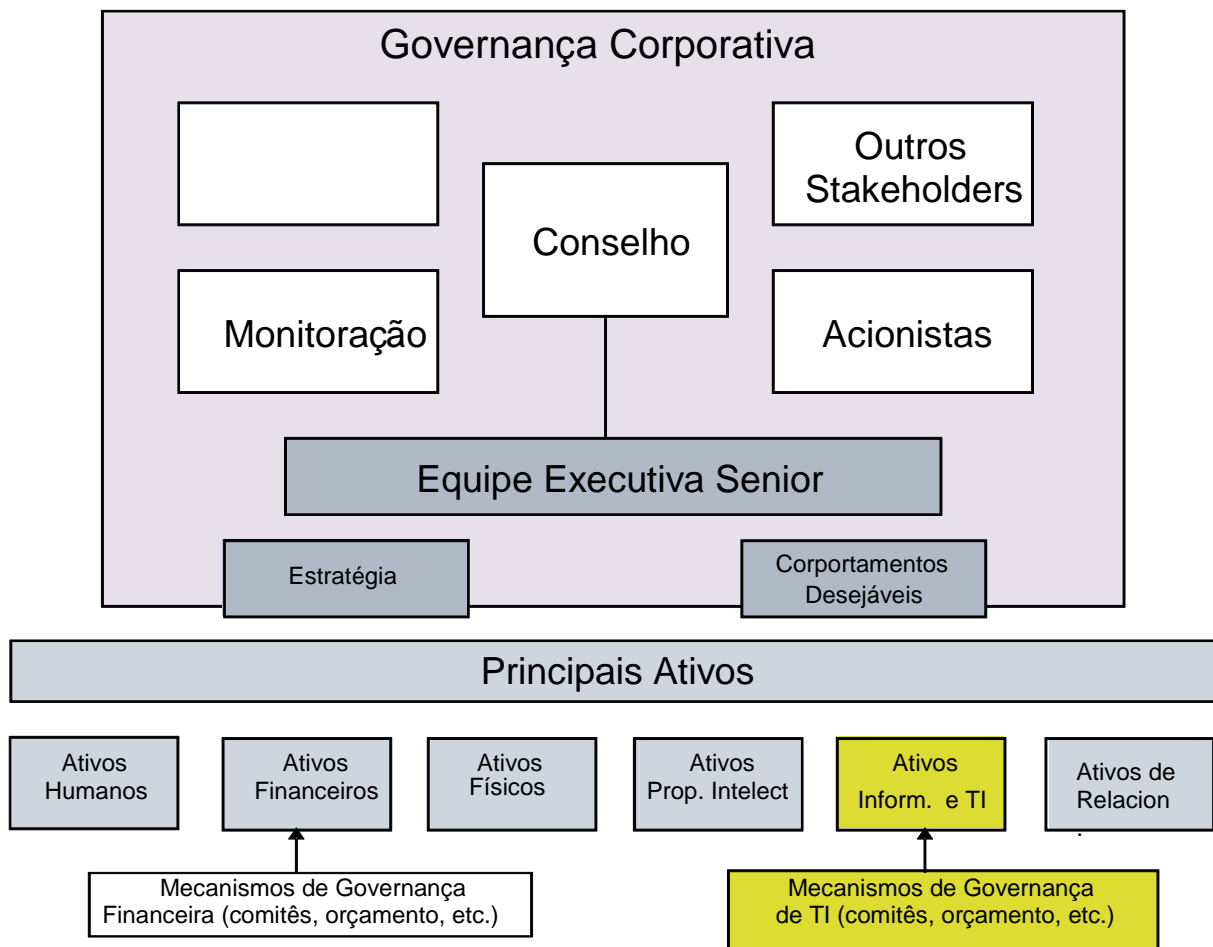 Governança Corporativa
Outros
Stakeholders
Conselho
Monitoração
Acionistas
Equipe Executiva Senior
Estratégia
Corportamentos
Desejáveis
Principais Ativos
Ativos
Humanos
Ativos
Financeiros
Ativos
Físicos
Ativos
Prop. Intelect
Ativos
Inform. e TI
Ativos de
Relacion
.
Mecanismos de Governança
Financeira (comitês, orçamento, etc.)
Mecanismos de Governança
de TI (comitês, orçamento, etc.)